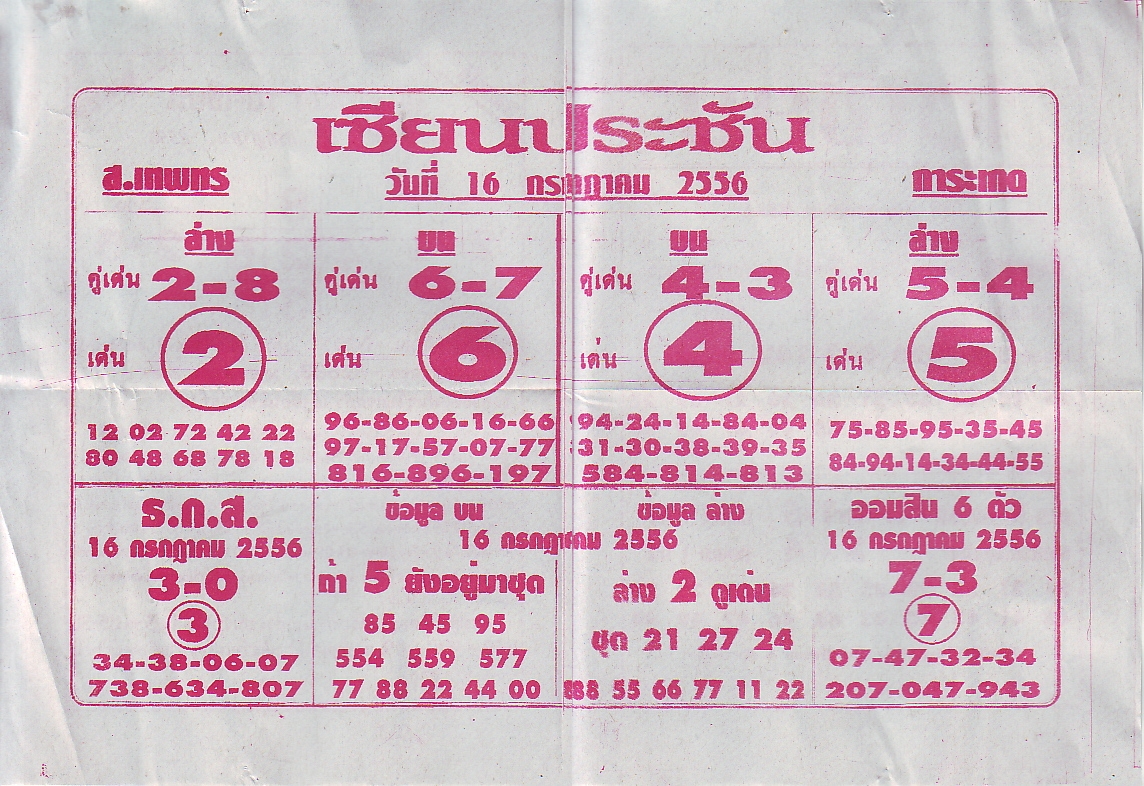 เซียนประชัน
ส.เทพทร วันที่ 16 กรกฎาคม 2556 การะเกด
ล่าง
คู่เด่น 2-8
เด่น 2
12 02 72 42 22
80 48 68 78 18
บน
คู่เด่น 6-7
เด่น 6
96-86-06-16-66
97-17-57-07-77
816-896-197
บน
คู่เด่น 4-3
เด่น 4
94-24-14-84-04
31-30-38-39-35
584-814-813
ล่าง
คู่เด่น 5-4
เด่น 5
75-85-95-35-45
84-94-14-34-44-55
ธ.ก.ส.
16 กรกฎาคม 2556
3-0
3
34-38-06-07
738-634-807
ข้อมูล บน ข้อมูล ล่าง
16 กรกฎาคม 2556
ถ้า 5 ยังอยู่มาชุด
85 45 95
554 559 577
77 88 22 44 00
ล่าง 2 ดูเด่น
ชุด 21 27 24
88 55 66 77 11 22
ออมสิน 6 ตัว
16 กรกฎาคม 2556
7-3
7
07-47-32-34
207-047-943